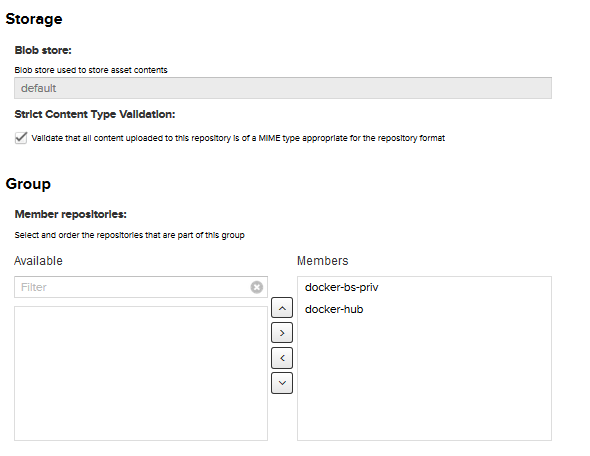 Storage
Blob store:
Blob store used to store asset contents
default
Strict Content Type Validation:
Validate that all content uploaded to this repository is of a MIME type appropriate for the repository format
Group
Member repositories:
Select and order the repositories that are part of this group
Available
Members
Filter
docker-bs-priv
docker-hub